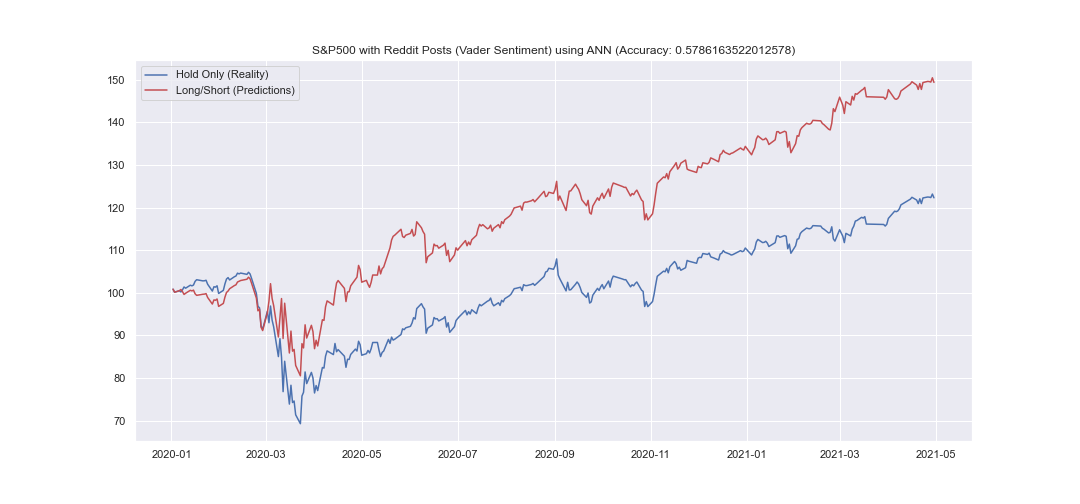 S&P500 with Reddit Posts (Vader Sentiment) using ANN (Accuracy: 0.5786163522012578)
Hold Only (Reality)
Long/Short (Predictions)
150
140
130
120
110
100
90
80
70
2020-01 2020-03 2020-05 2020-07 2020-09 2020-11 2021-01 2021-03 2021-05